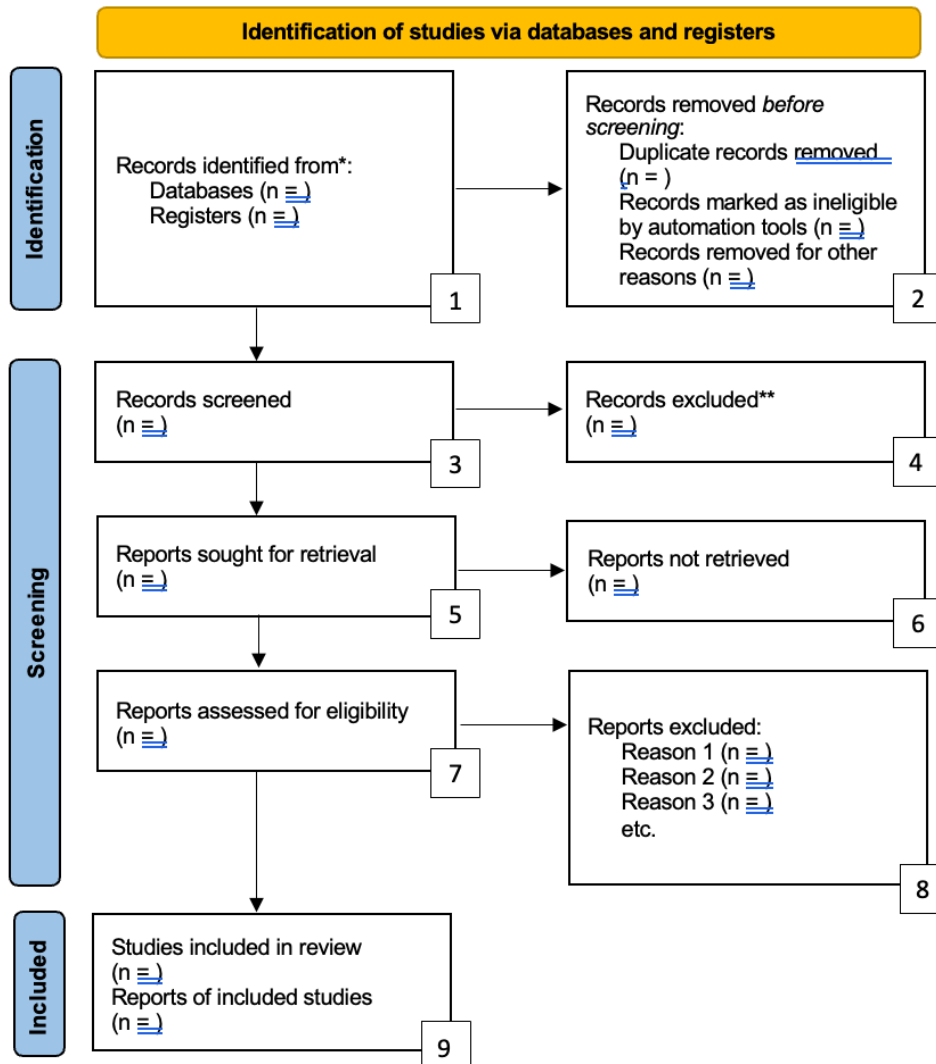 Identification of studies via databases and registers
Identification
Records identified from*:
Databases (n = )
Registers (n = )
1
Records removed before
screening:
Duplicate records removed
(n = )
Records marked as ineligible
by automation tools (n = )
Records removed for other
reasons (n = )
2
Screening
Records screened
(n = )
3
Records excluded**
(n = )
4
Reports sought for retrieval
(n = )
5
Reports not retrieved
(n = )
6
Reports assessed for eligibility
(n = )
7
Reports excluded:
Reason 1 (n = )
Reason 2 (n = )
Reason 3 (n = )
etc.
8
Included
Studies included in review
(n = )
Reports of included studies
(n = )
9